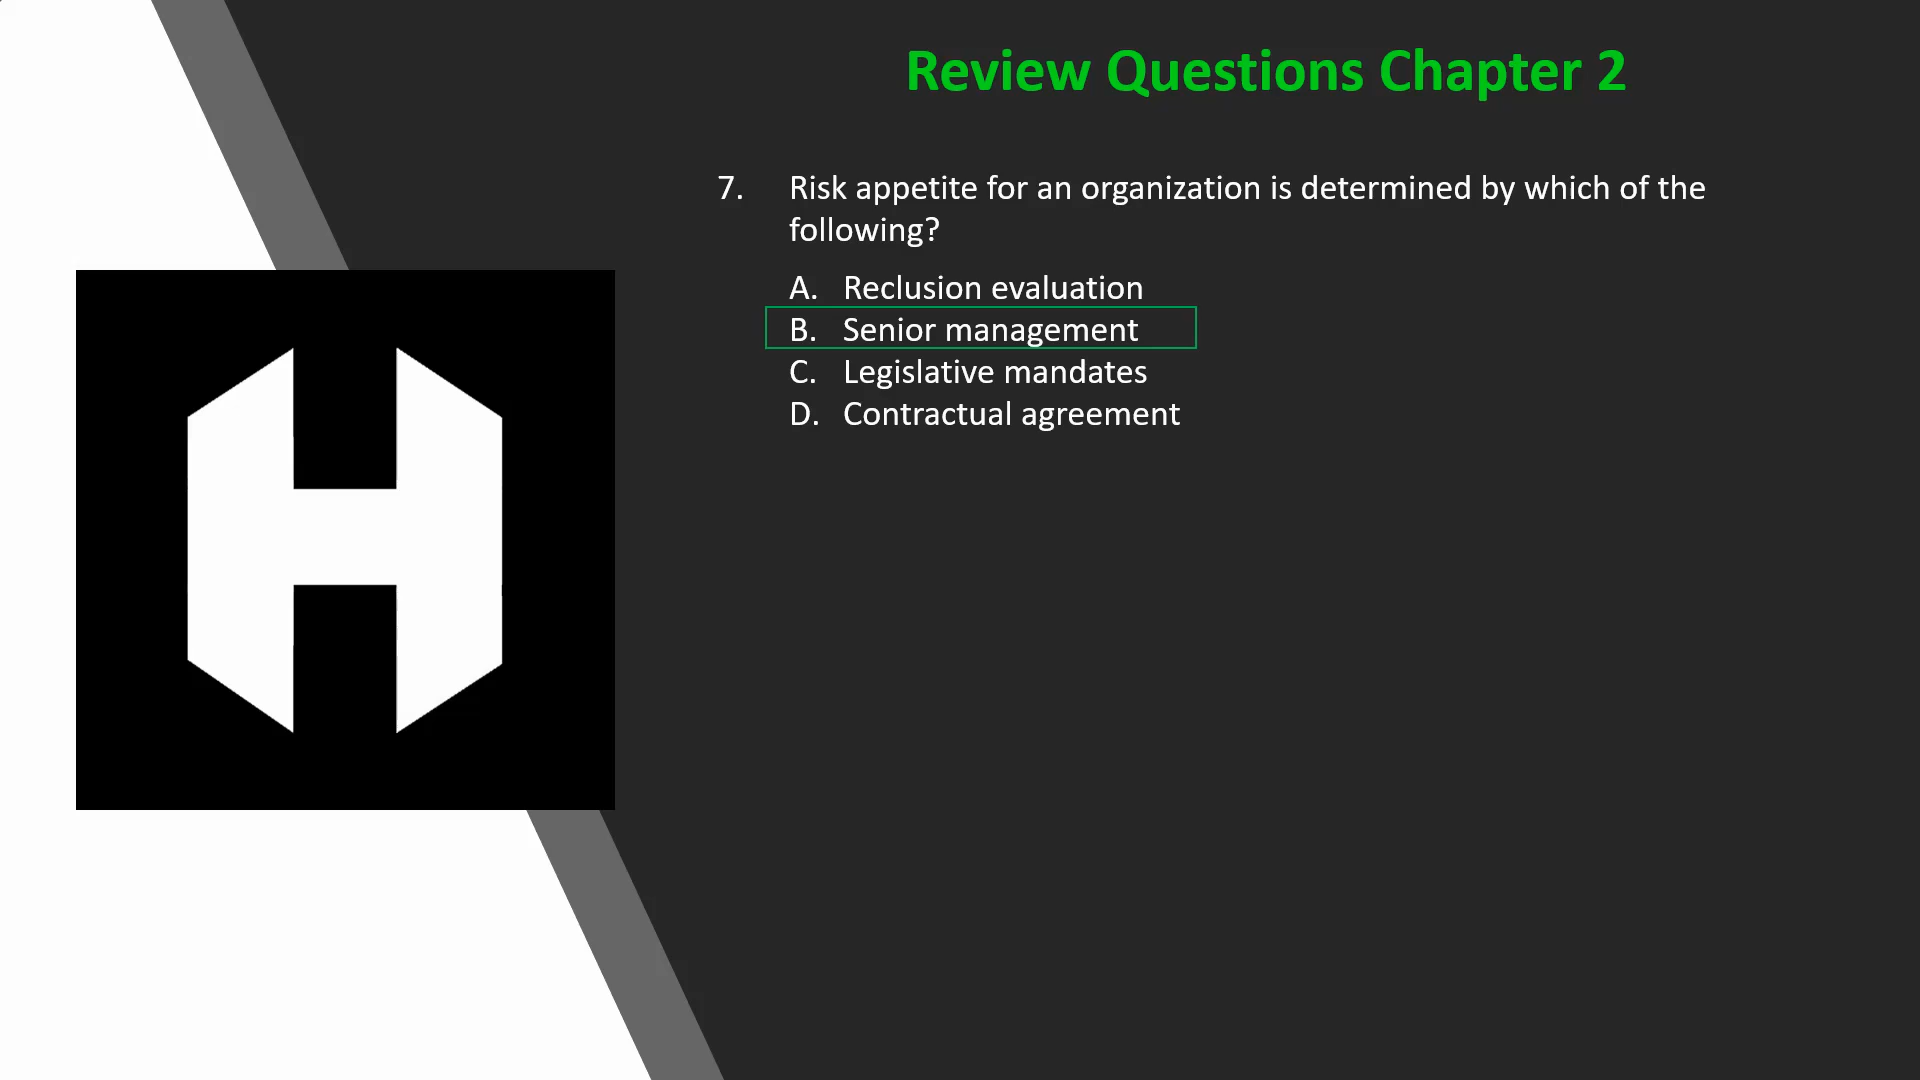 Review Questions Chapter 2
7. Risk appetite for an organization is determined by which of the
following?
A. Reclusion evaluation
B. Senior management
C. Legislative mandates
D. Contractual agreement